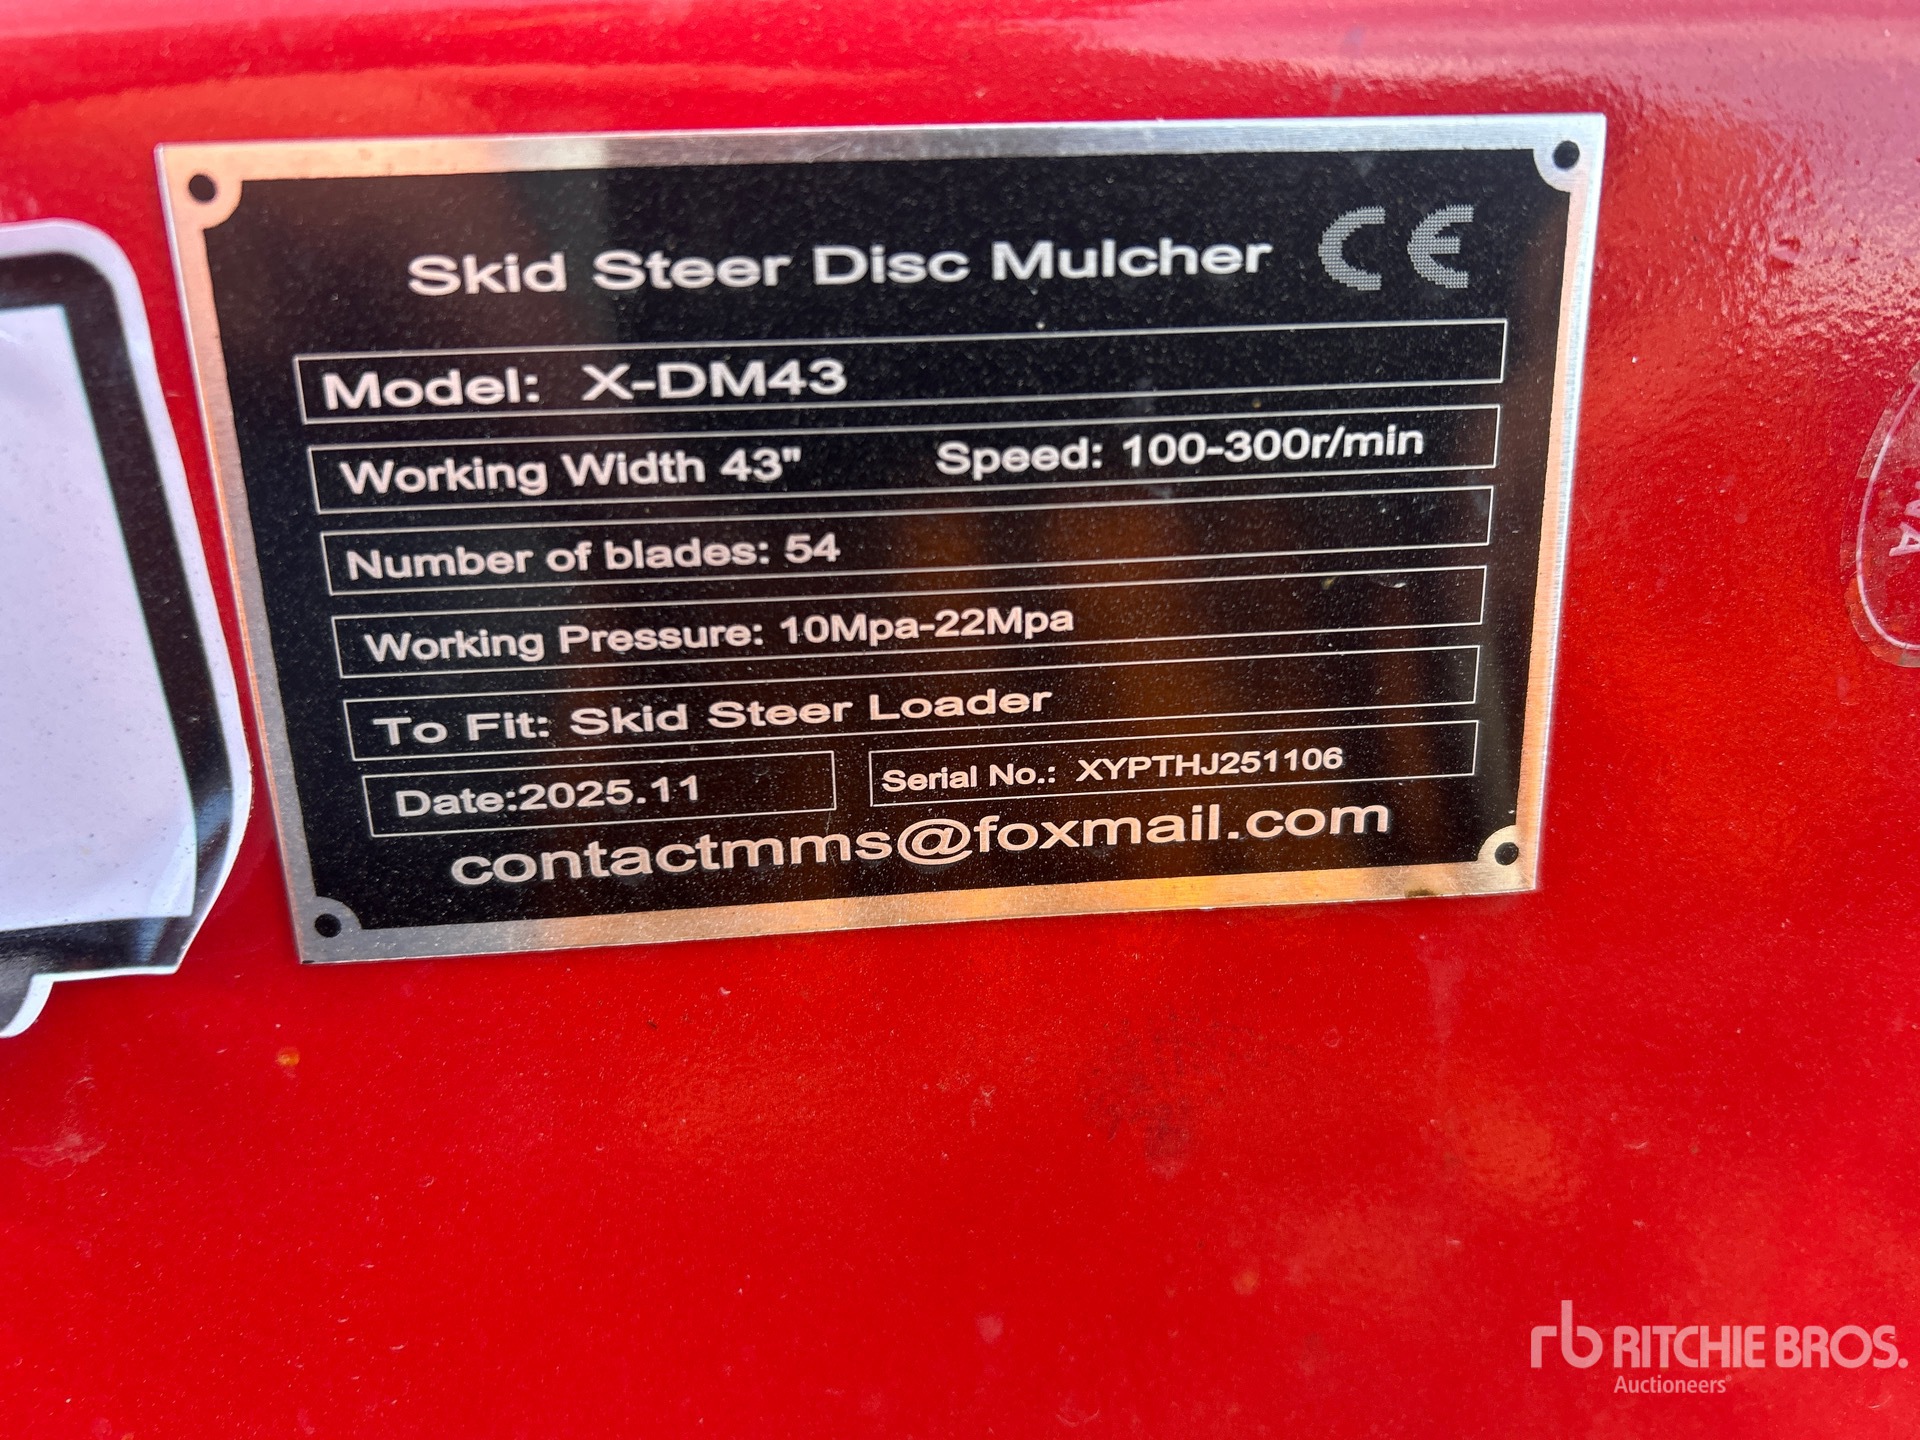 Skid Steer Disc Mulcher CE
Model: X-DM43
Working Width 43" Speed: 100-300r/min
Number of blades: 54
Working Pressure: 10Mpa-22Mpa
To Fit: Skid Steer Loader
Date:2025.11 Serial No.: XYPTHJ251106
contactmms@foxmail.com
rb RITCHIE BROS.
Auctioneers